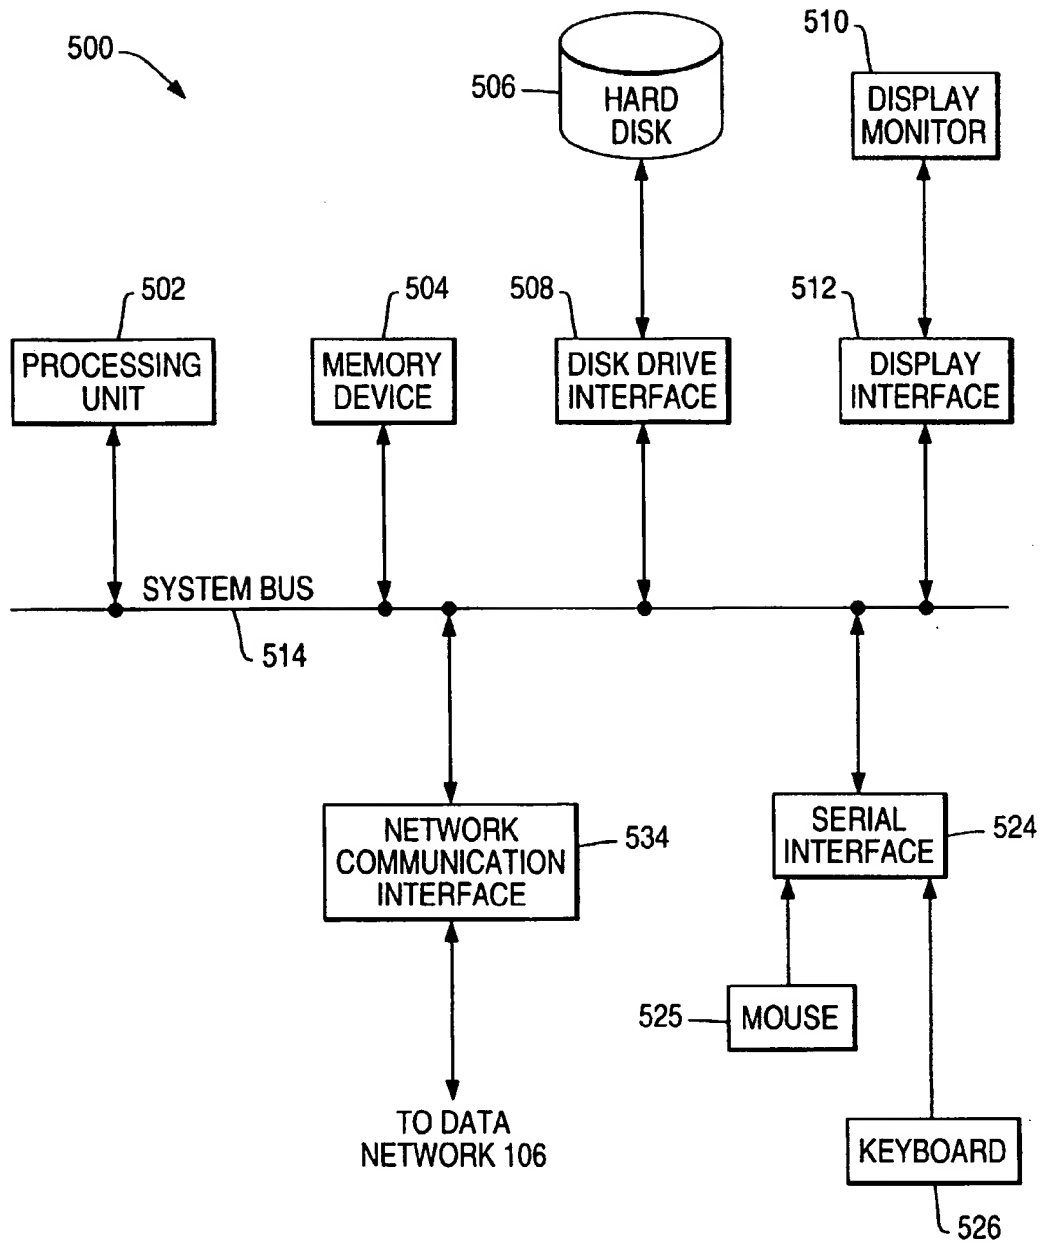 500
506
HARD
DISK
510
DISPLAY
MONITOR
502
PROCESSING
UNIT
504
MEMORY
DEVICE
508
DISK DRIVE
INTERFACE
512
DISPLAY
INTERFACE
SYSTEM BUS
514
NETWORK
COMMUNICATION
INTERFACE
534
SERIAL
INTERFACE
524
525
MOUSE
TO DATA
NETWORK 106
KEYBOARD
526